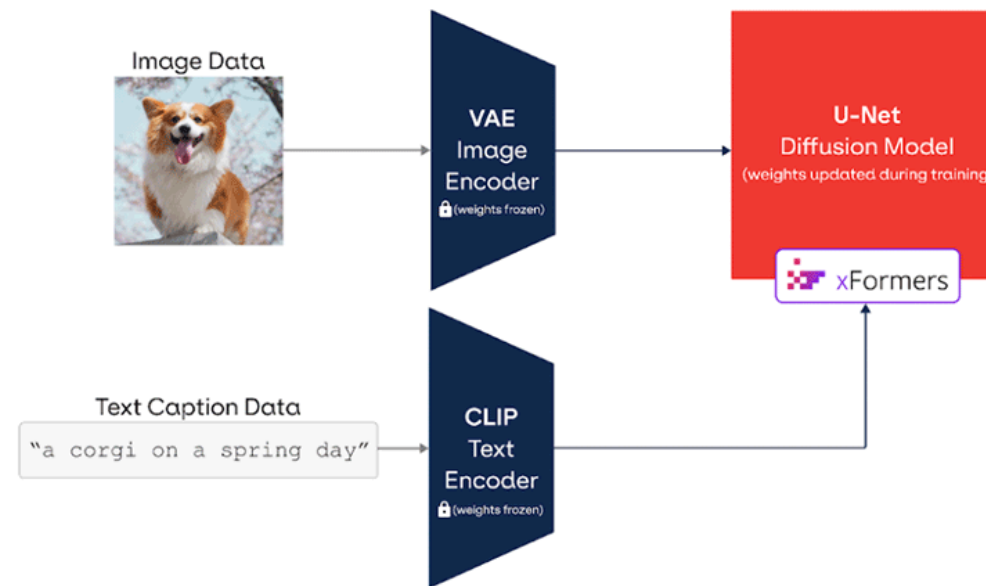 Image Data
VAE
Image
Encoder
(weights frozen)
U-Net
Diffusion Model
(weights updated during training
xFormers
Text Caption Data
“a corgi on a spring day”
CLIP
Text
Encoder
(weights frozen)